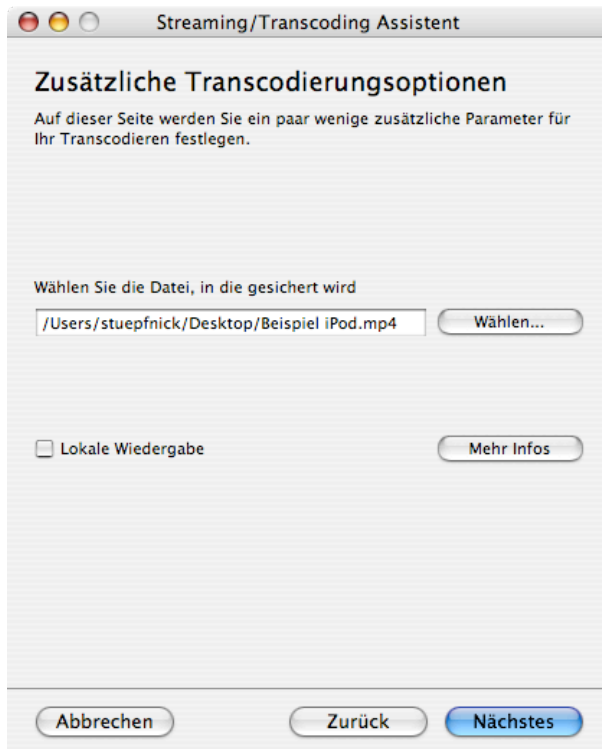 Streaming/Transcoding Assistent
Zusätzliche Transcodierungsoptionen
Auf dieser Seite werden Sie ein paar wenige zusätzliche Parameter für
Ihr Transcodieren festlegen.
Wählen Sie die Datei, in die gesichert wird
/Users/stuepfnick/Desktop/Beispiel iPod.mp4
Wählen...
Lokale Wiedergabe
Mehr Infos
Abbrechen
Zurück
Nächstes